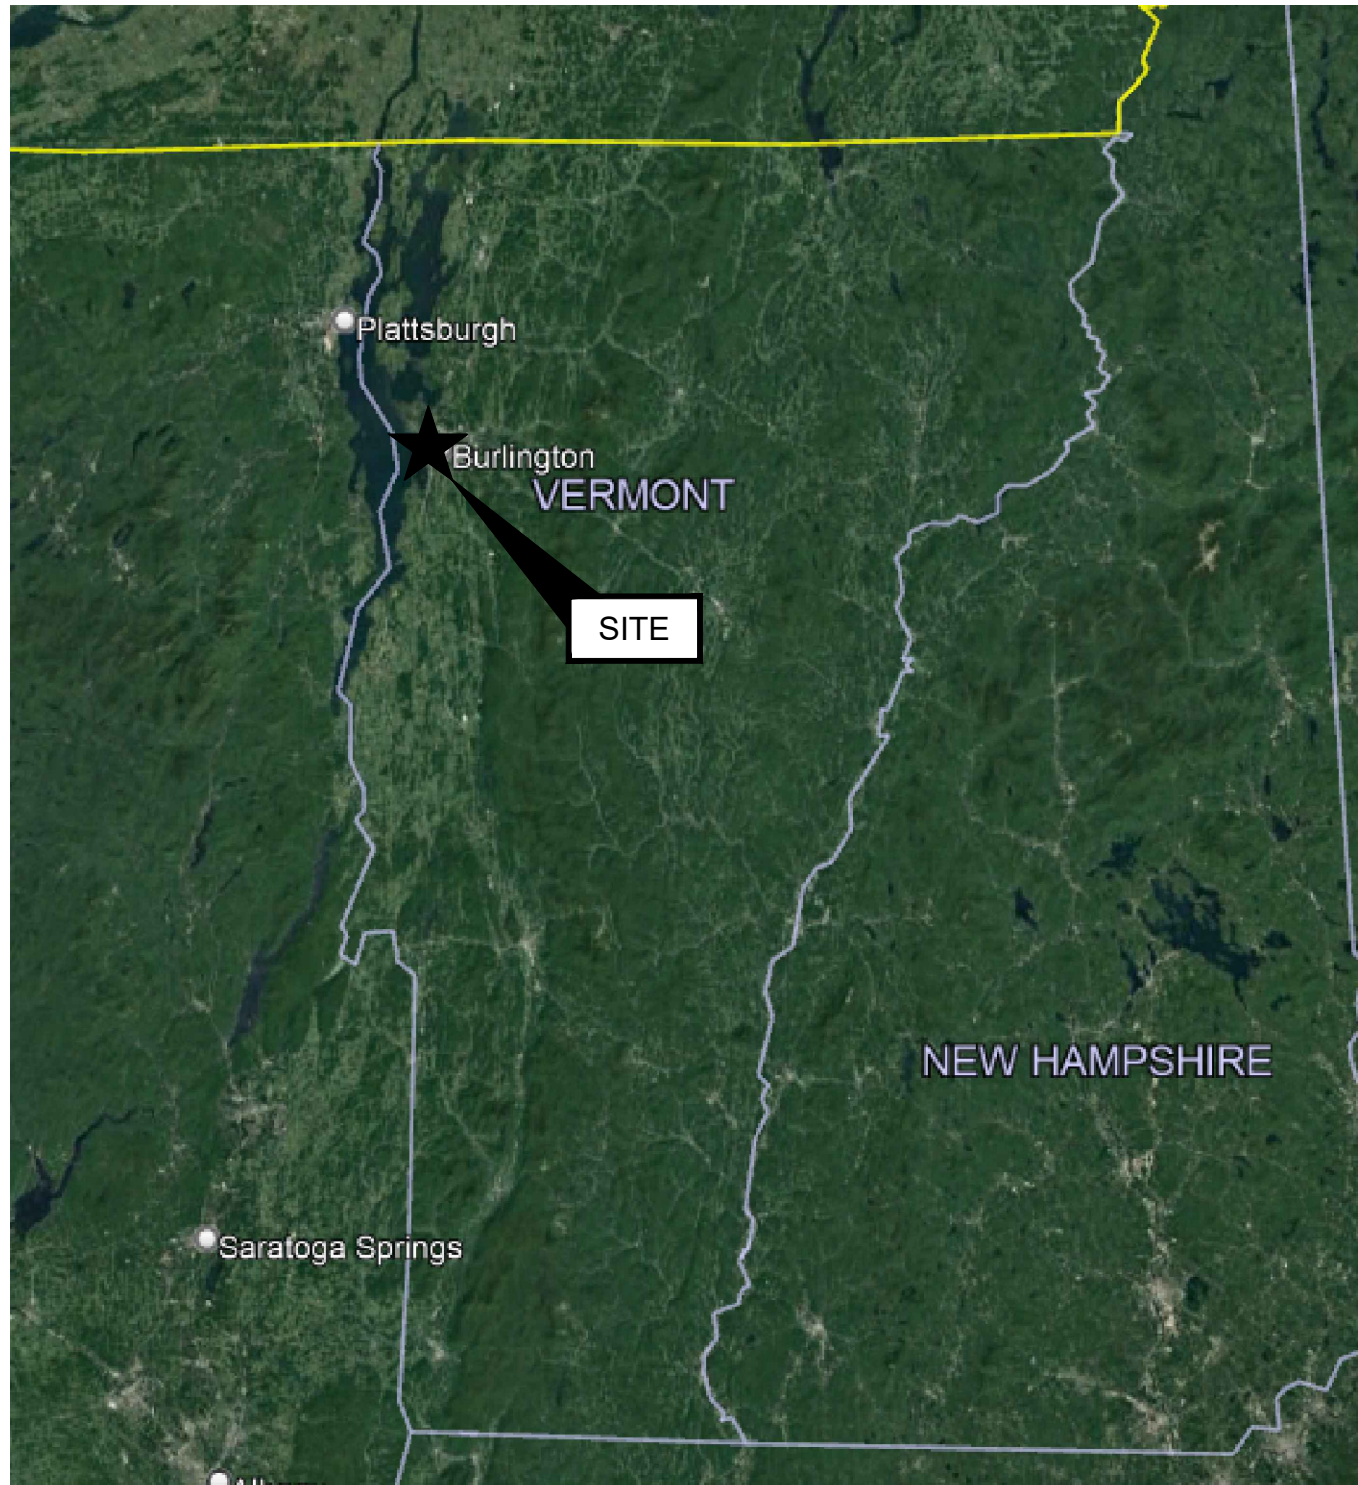 Plattsburgh
Burlington
VERMONT
SITE
NEW HAMPSHIRE
Saratoga Springs